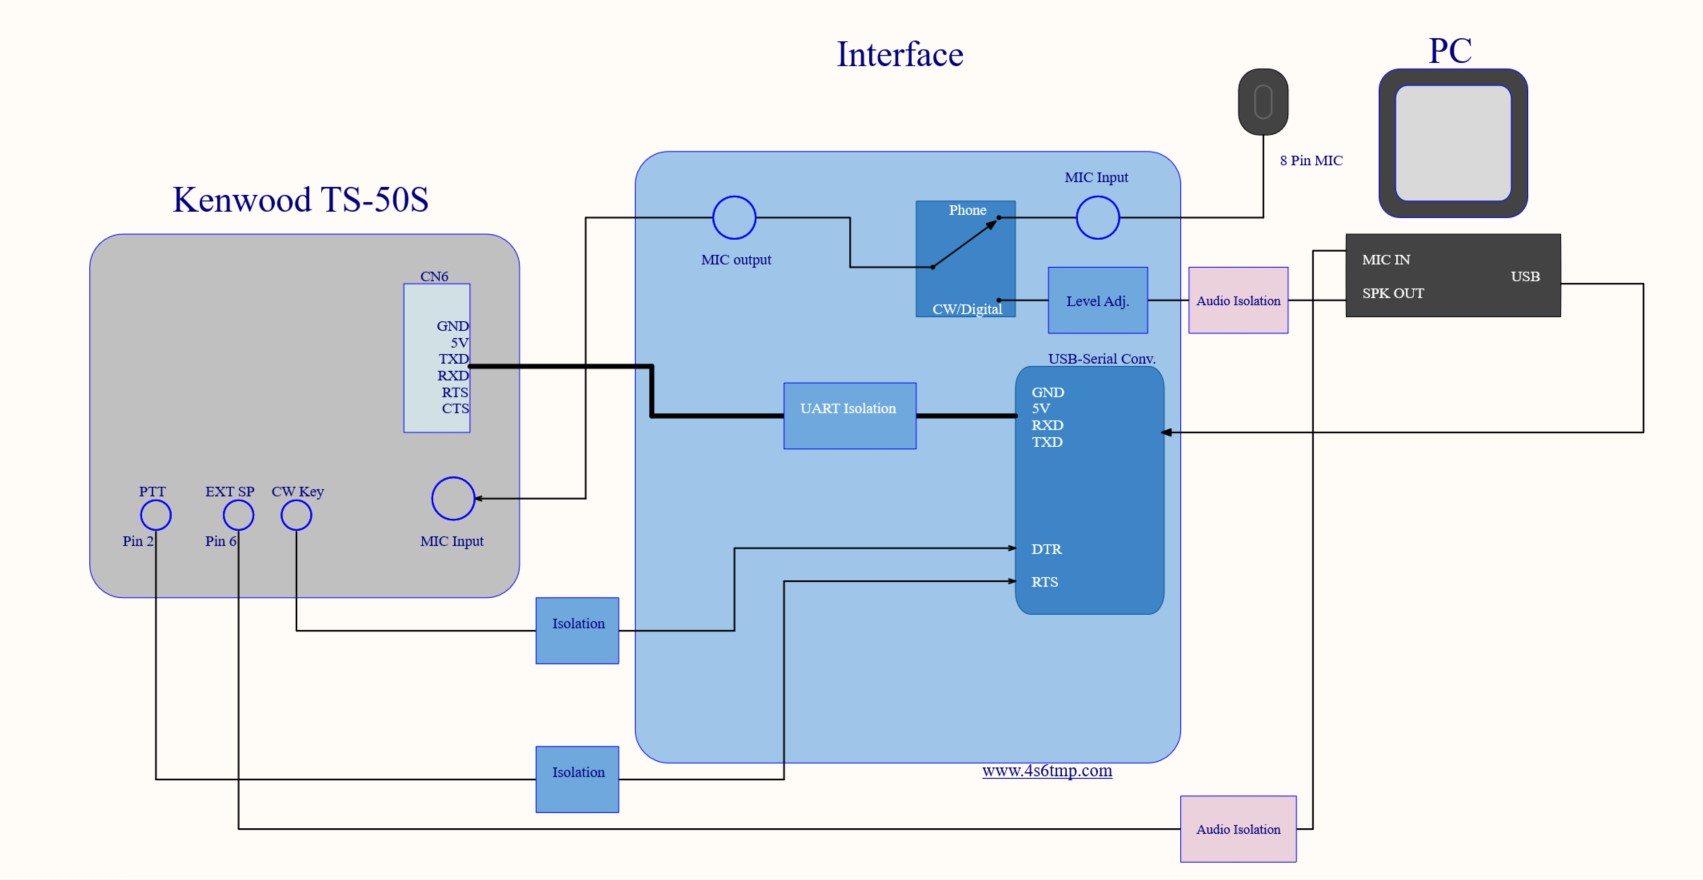 Interface
PC
8 Pin MIC
Kenwood TS-50S
MIC Input
Phone
MIC output
CW/Digital
Level Adj.
Audio Isolation
MIC IN
SPK OUT
USB
CN6
GND
5V
TXD
RXD
RTS
CTS
UART Isolation
USB-Serial Conv.
GND
5V
RXD
TXD
DTR
RTS
PTT
EXT SP
CW Key
Pin 2
Pin 6
MIC Input
Isolation
Isolation
www.4s6tmp.com
Audio Isolation